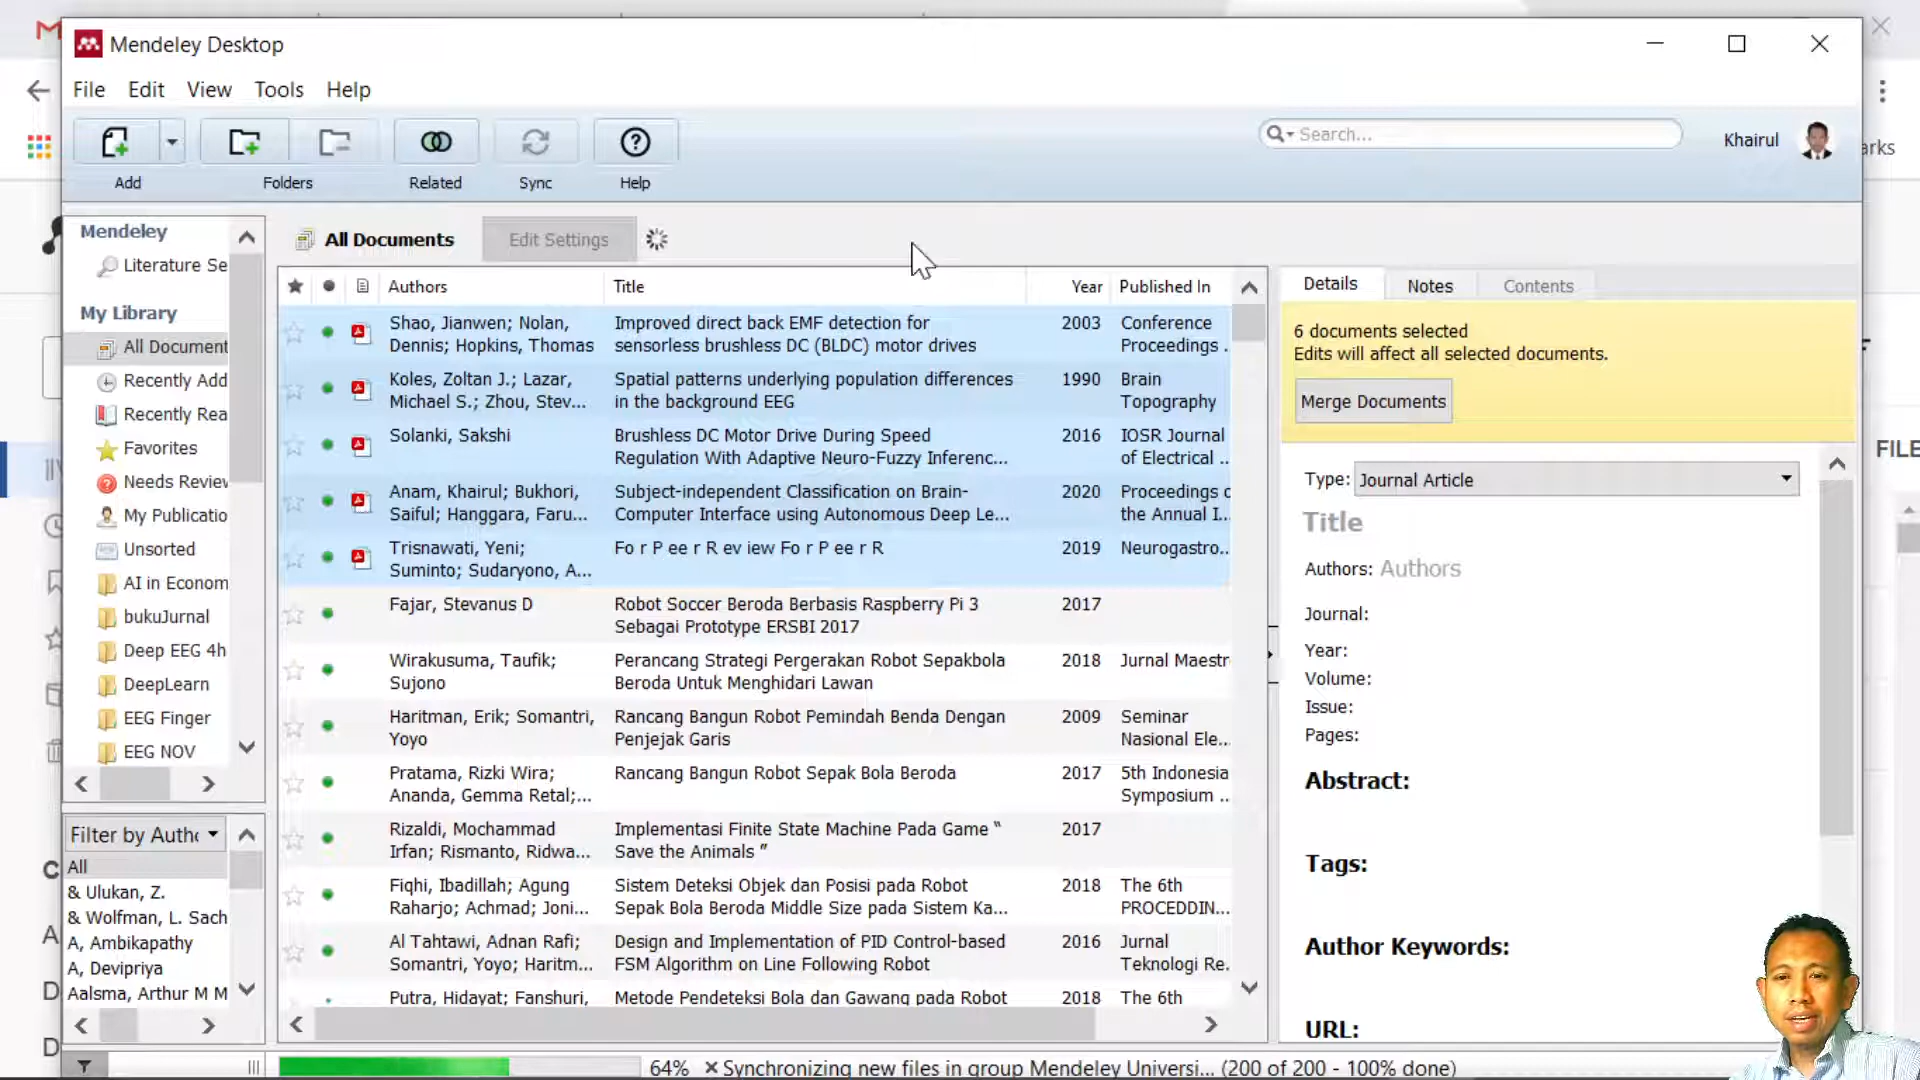 Mendeley Desktop
File Edit View Tools Help
Search...
Khairul
arks
Add Folders Related Sync Help
Mendeley
Literature Se
My Library
All Document
Recently Add
Recently Rea
Favorites
Needs Review
My Publicatio
Unsorted
AI in Econom
bukuJurnal
Deep EEG 4h
DeepLearn
EEG Finger
EEG NOV
Filter by Autho
All
& Ulukan, Z.
& Wolfman, L. Sach
A, Ambikapathy
A, Devipriya
Aalsma, Arthur M M
All Documents Edit Settings
Authors Title Year Published In
Shao, Jianwen; Nolan, Improved direct back EMF detection for 2003 Conference
Dennis; Hopkins, Thomas sensorless brushless DC (BLDC) motor drives Proceedings .
Koles, Zoltan J.; Lazar, Spatial patterns underlying population differences 1990 Brain
Michael S.; Zhou, Stev... in the background EEG Topography
Solanki, Sakshi Brushless DC Motor Drive During Speed 2016 IOSR Journal
Regulation With Adaptive Neuro-Fuzzy Inferenc... of Electrical ..
Anam, Khairul; Bukhori, Subject-independent Classification on Brain- 2020 Proceedings o
Saiful; Hanggara, Faru... Computer Interface using Autonomous Deep Le... the Annual I..
Trisnawati, Yeni; Fo r P ee r R ev iew Fo r P ee r R 2019 Neurogastro..
Suminto; Sudaryono, A...
Fajar, Stevanus D Robot Soccer Beroda Berbasis Raspberry Pi 3 2017
Sebagai Prototype ERSBI 2017
Wirakusuma, Taufik; Perancang Strategi Pergerakan Robot Sepakbola 2018 Jurnal Maestr
Sujono Beroda Untuk Menghidari Lawan
Haritman, Erik; Somantri, Rancang Bangun Robot Pemindah Benda Dengan 2009 Seminar
Yoyo Penjejak Garis Nasional Ele...
Pratama, Rizki Wira; Rancang Bangun Robot Sepak Bola Beroda 2017 5th Indonesia
Ananda, Gemma Retal;... Symposium ..
Rizaldi, Mochammad Implementasi Finite State Machine Pada Game “ 2017
Irfan; Rismanto, Ridwa... Save the Animals ”
Fiqhi, Ibadillah; Agung Sistem Deteksi Objek dan Posisi pada Robot 2018 The 6th
Raharjo; Achmad; Joni... Sepak Bola Beroda Middle Size pada Sistem Ka... PROCEDDIN...
Al Tahtawi, Adnan Rafi; Design and Implementation of PID Control-based 2016 Jurnal
Somantri, Yoyo; Haritm... FSM Algorithm on Line Following Robot Teknologi Re.
Putra, Hidayat; Fanshuri, Metode Pendeteksi Bola dan Gawang pada Robot 2018 The 6th
Details Notes Contents
6 documents selected
Edits will affect all selected documents.
Merge Documents
FILE
Type: Journal Article
Title
Authors: Authors
Journal:
Year:
Volume:
Issue:
Pages:
Abstract:
Tags:
Author Keywords:
URL:
64% Synchronizing new files in group Mendeley Universi... (200 of 200 - 100% done)